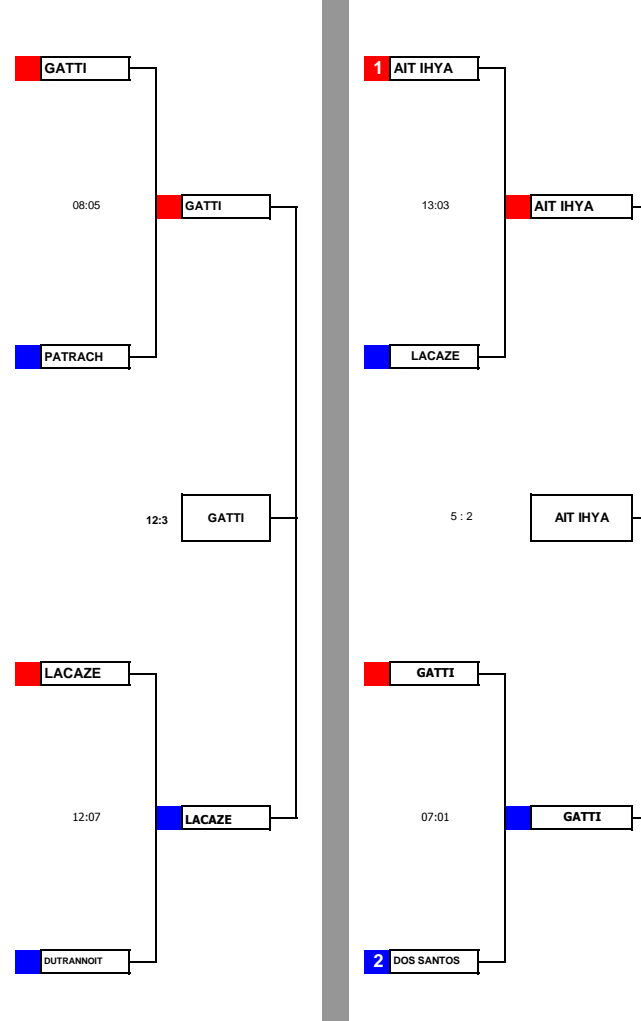 GATTI
08:05
GATTI
PATRACH
12:3
GATTI
LACAZE
12:07
LACAZE
DUTRANNOIT
1 AIT IHYA
13:03
AIT IHYA
LACAZE
5 : 2
AIT IHYA
GATTI
07:01
GATTI
2 DOS SANTOS